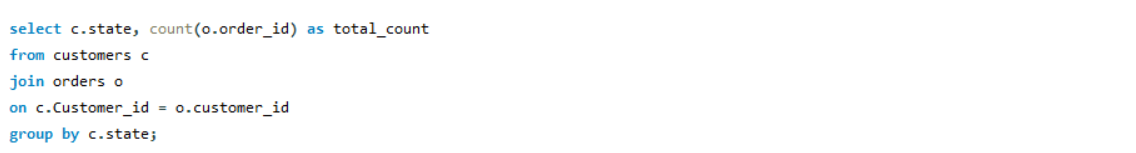 select c.state, count(o.order_id) as total_count
from customers c
join orders o
on c.Customer_id = o.customer_id
group by c.state;